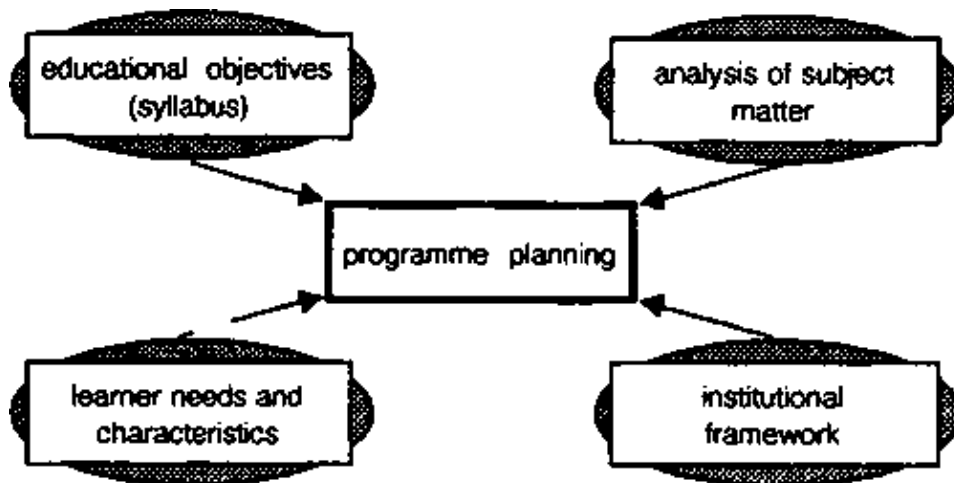 educational objectives
(syllabus)
analysis of subject
matter
programme planning
learner needs and
characteristics
institutional
framework